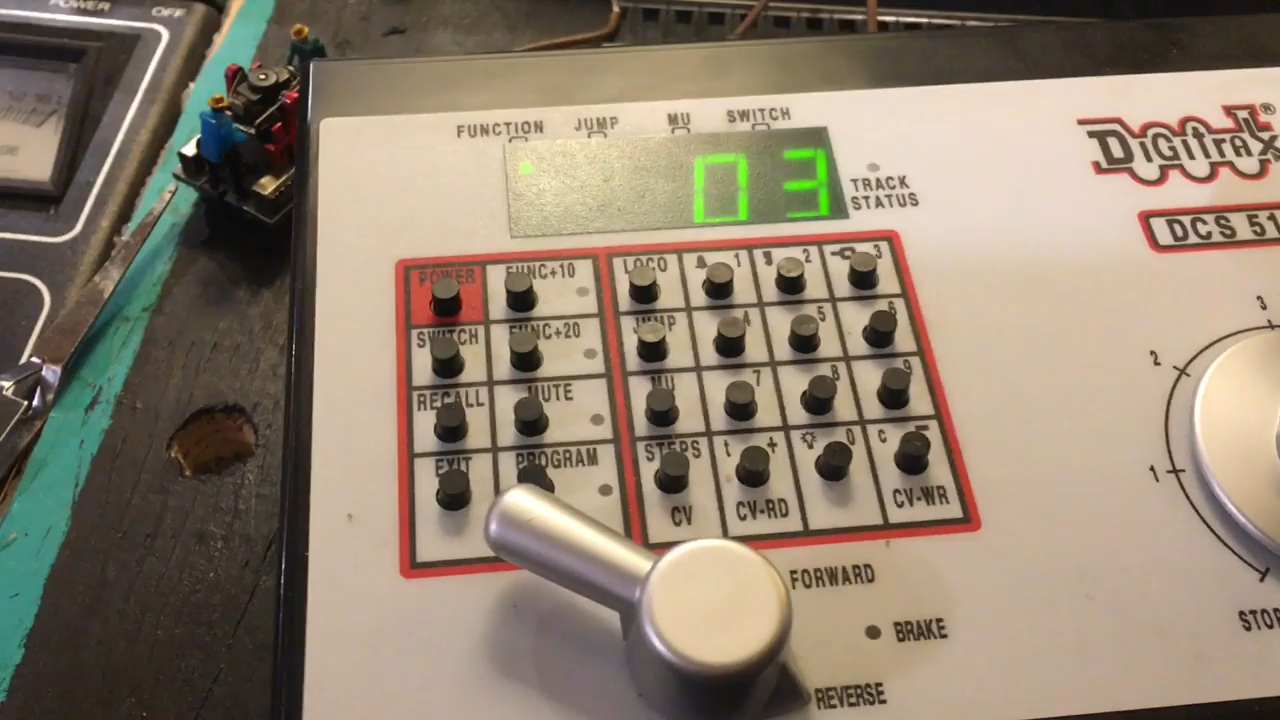 POWER
OFF
FUNCTION JUMP MU SWITCH
03
TRACK
STATUS
DiGiTRAX®
DCS 51
POWER FUNC+10 LOCO 1 2 3
SWITCH FUNC+20 JUMP 4 5 6
RECALL MUTE MU 7 8 9
EXIT PROGRAM STEPS t + 0 C -
CV CV-RD CV-WR
3
2
1
STOP
FORWARD
BRAKE
REVERSE